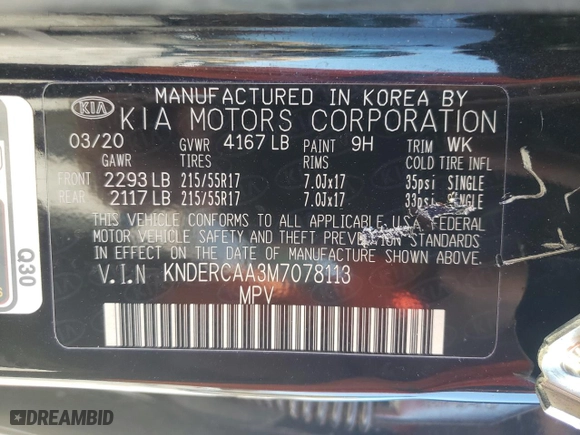 MANUFACTURED IN KOREA BY
KIA KIA MOTORS CORPORATION
03/20 GVWR 4167 LB PAINT 9H TRIM WK
GAWR TIRES RIMS COLD TIRE INFL
FRONT 2293 LB 215/55R17 7.0Jx17 35psi SINGLE
REAR 2117 LB 215/55R17 7.0Jx17 33psi SINGLE
THIS VEHICLE CONFORMS TO ALL APPLICABLE U.S.A FEDERAL
MOTOR VEHICLE SAFETY AND THEFT PREVENTION STANDARDS
IN EFFECT ON THE DATE OF MANUFACTURE SHOWN ABOVE.
V.I.N KNDERCAA3M7078113
MPV
Q30
DREAMBID